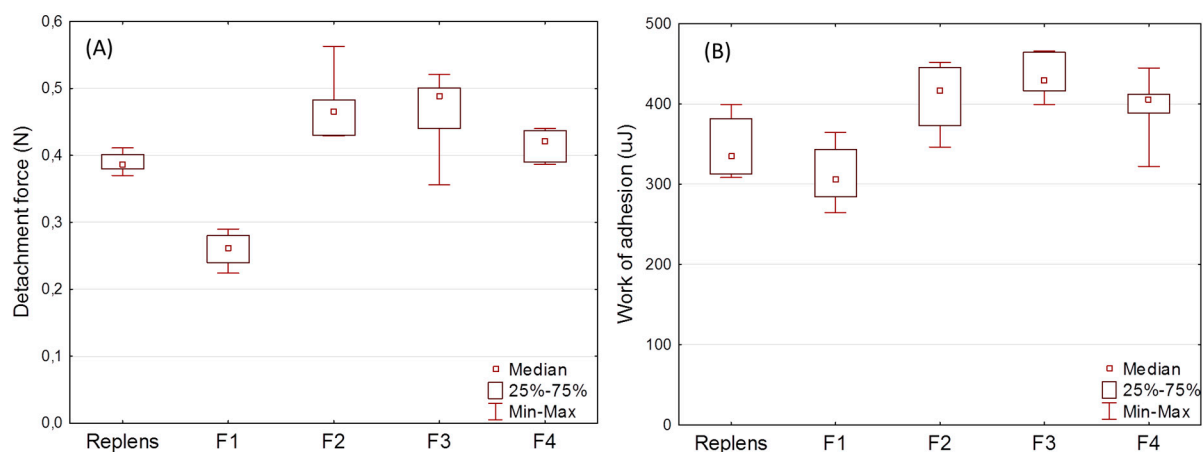 (A)
Detachment force (N)
0,6
0,5
0,4
0,3
0,2
0,1
0,0
Median
25%-75%
Min-Max
Replens F1 F2 F3 F4
(B)
Work of adhesion (uJ)
500
400
300
200
100
0
Median
25%-75%
Min-Max
Replens F1 F2 F3 F4